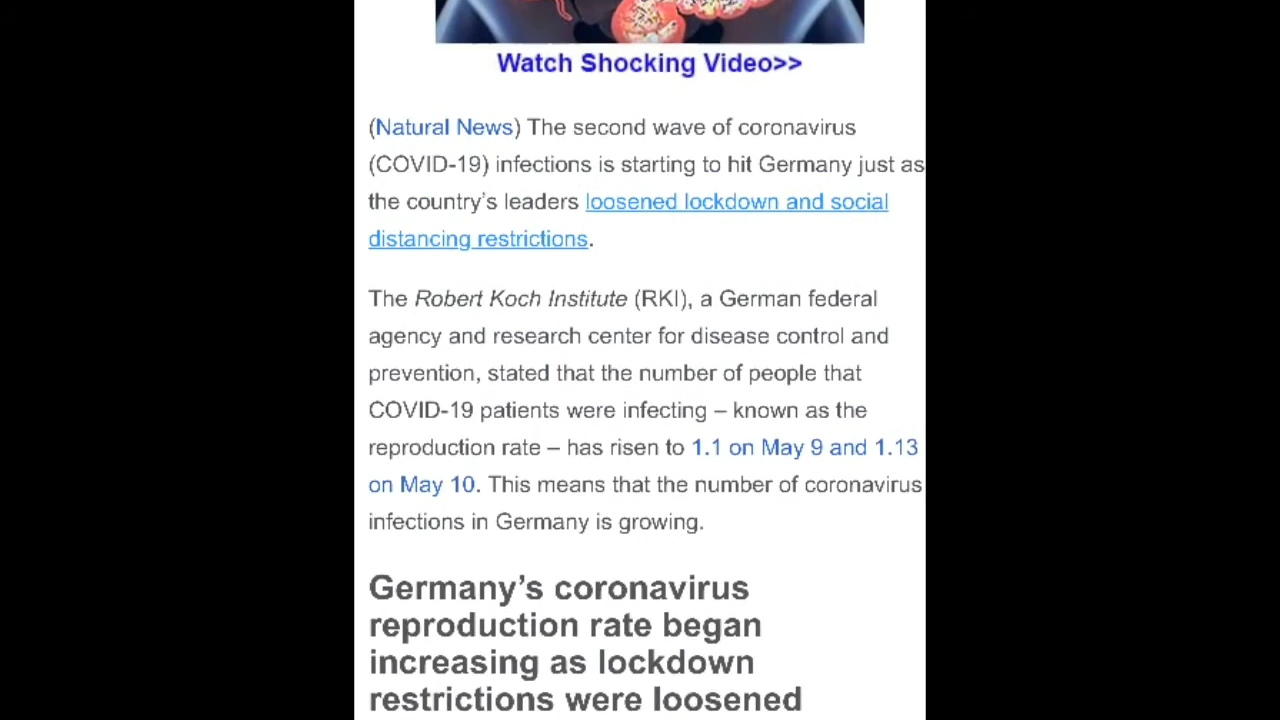 Watch Shocking Video>>
(Natural News) The second wave of coronavirus
(COVID-19) infections is starting to hit Germany just as
the country’s leaders loosened lockdown and social
distancing restrictions.
The Robert Koch Institute (RKI), a German federal
agency and research center for disease control and
prevention, stated that the number of people that
COVID-19 patients were infecting – known as the
reproduction rate – has risen to 1.1 on May 9 and 1.13
on May 10. This means that the number of coronavirus
infections in Germany is growing.
Germany’s coronavirus
reproduction rate began
increasing as lockdown
restrictions were loosened